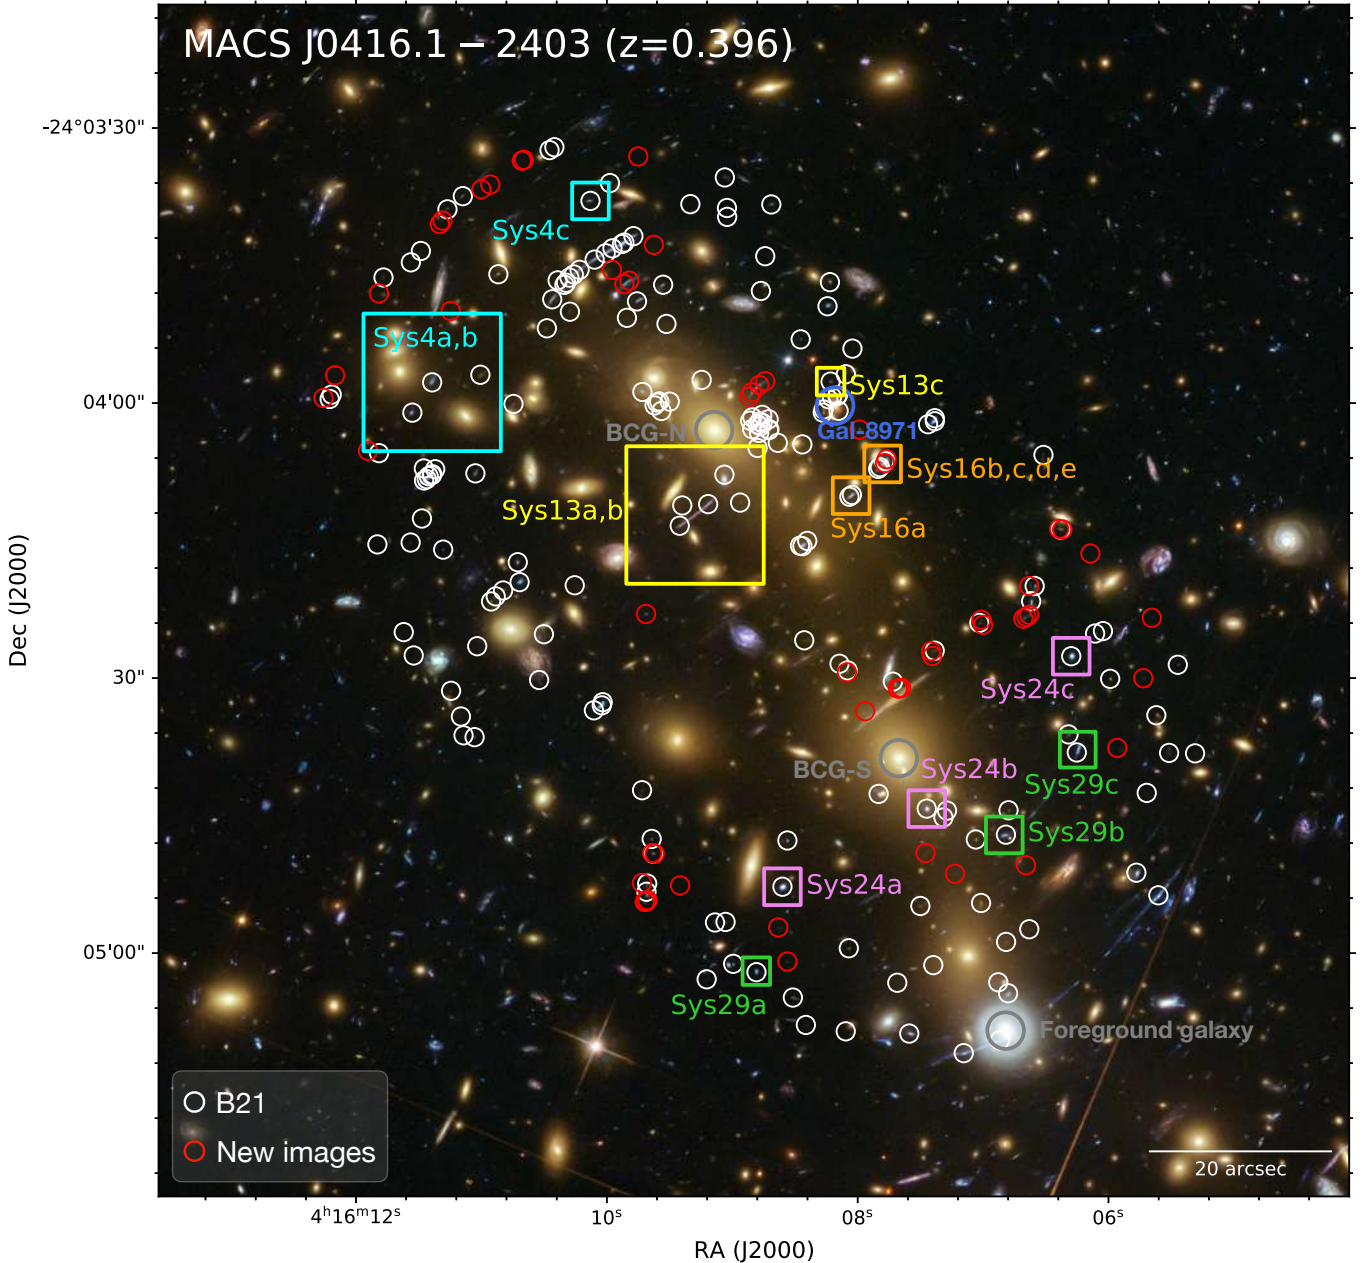 MACS J0416.1 − 2403 (z=0.396)
-24°03'30"
Sys4c
Sys4a,b
04'00"
Sys13c
BCG-N
Gal-8971
Sys16b,c,d,e
Sys13a,b
Sys16a
Dec (J2000)
30"
Sys24c
BCG-S
Sys24b
Sys29c
Sys29b
Sys24a
05'00"
Sys29a
Foreground galaxy
B21
New images
20 arcsec
4ʰ16ᵐ12ˢ
10ˢ
08ˢ
06ˢ
RA (J2000)